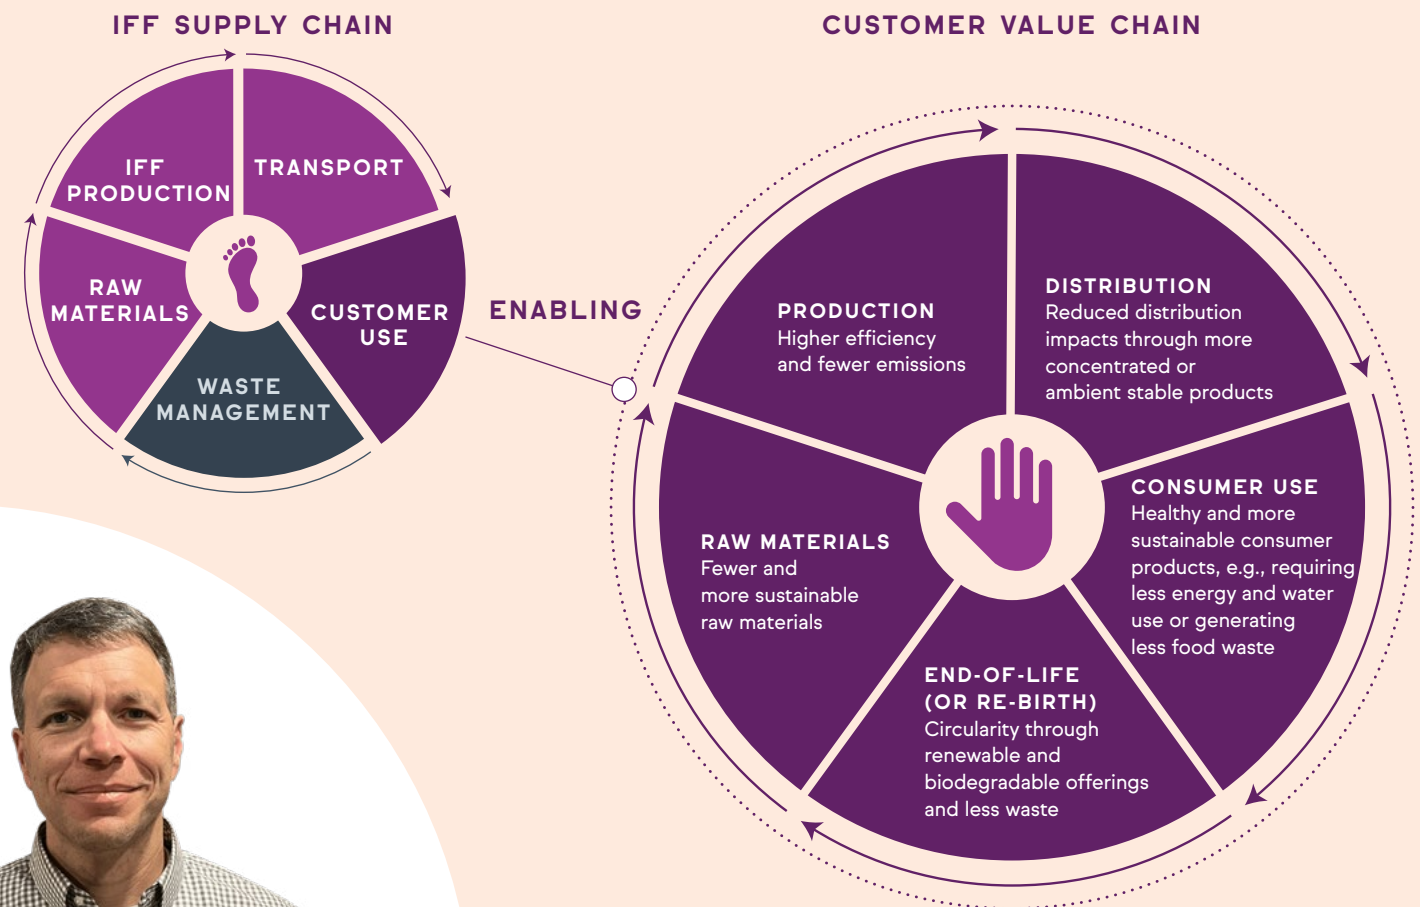 IFF SUPPLY CHAIN
IFF
PRODUCTION
TRANSPORT
RAW
MATERIALS
CUSTOMER
USE
WASTE
MANAGEMENT
ENABLING
CUSTOMER VALUE CHAIN
PRODUCTION
Higher efficiency
and fewer emissions
DISTRIBUTION
Reduced distribution
impacts through more
concentrated or
ambient stable products
CONSUMER USE
Healthy and more
sustainable consumer
products, e.g., requiring
less energy and water
use or generating
less food waste
RAW MATERIALS
Fewer and
more sustainable
raw materials
END-OF-LIFE
(OR RE-BIRTH)
Circularity through
renewable and
biodegradable offerings
and less waste